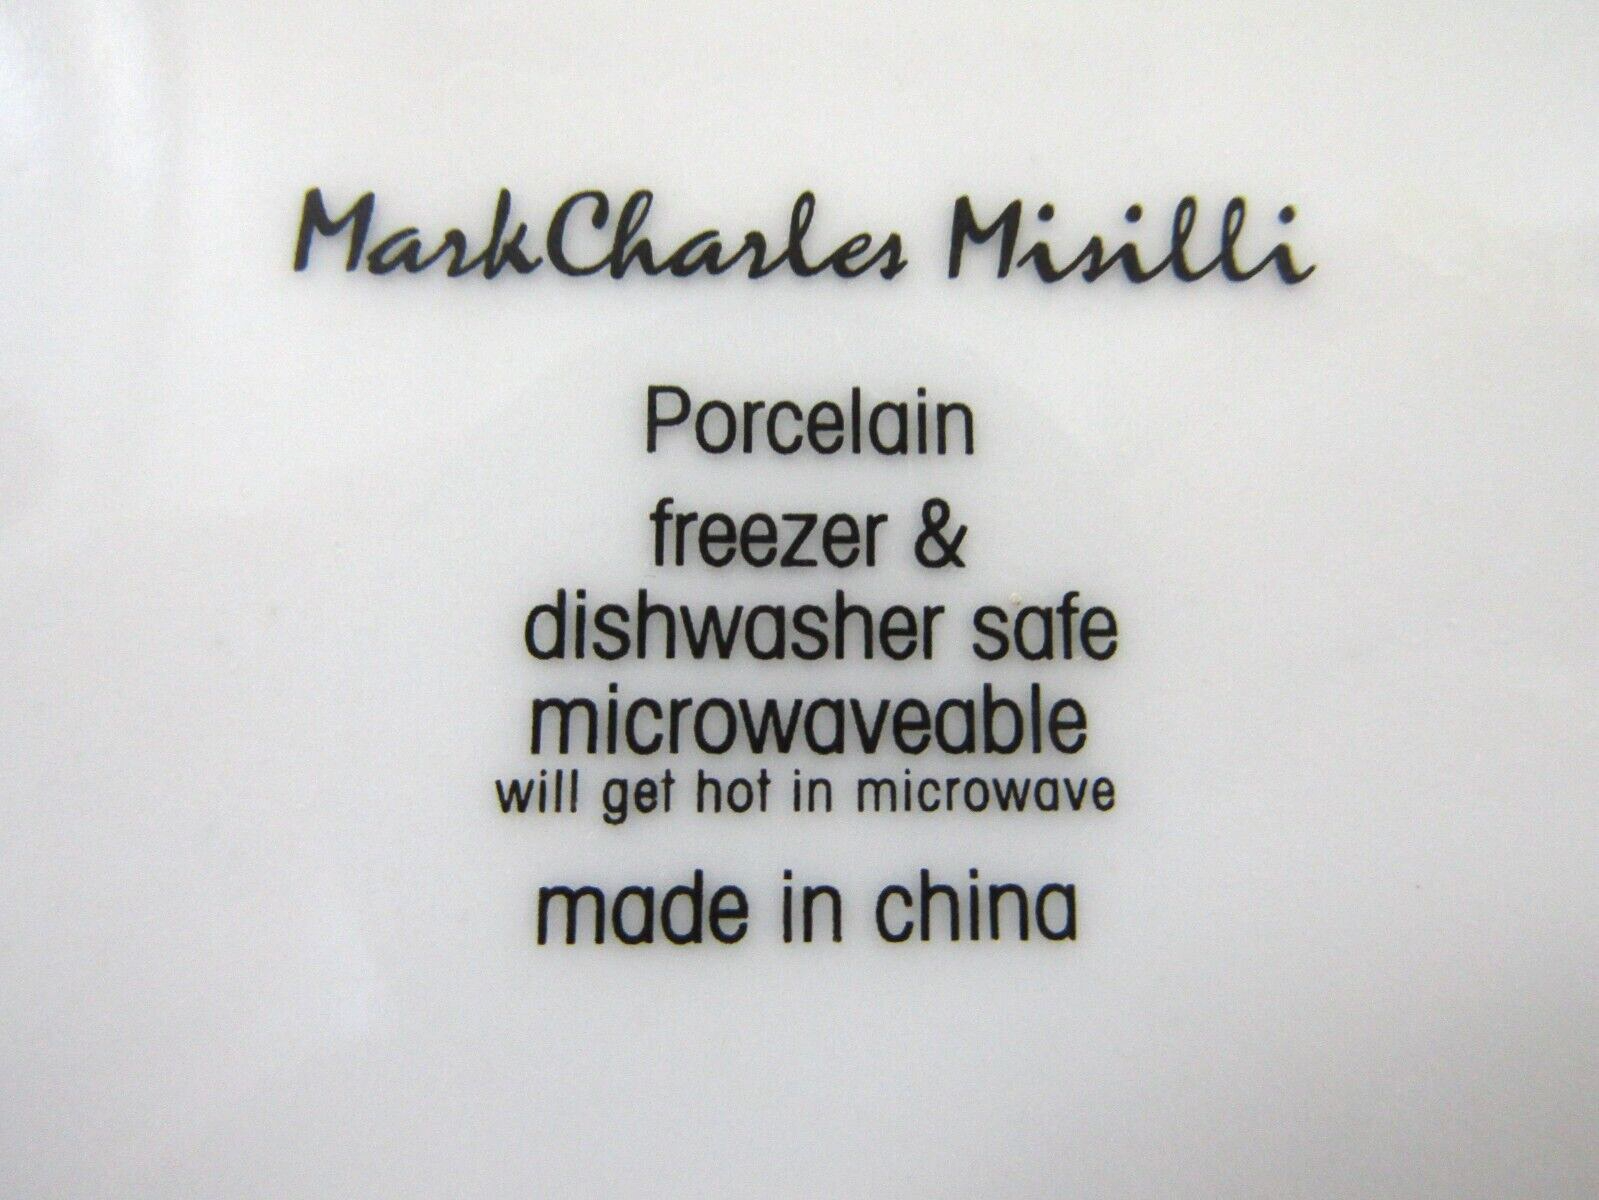 MarkCharles Misilli
Porcelain
freezer &
dishwasher safe
microwaveable
will get hot in microwave
made in china